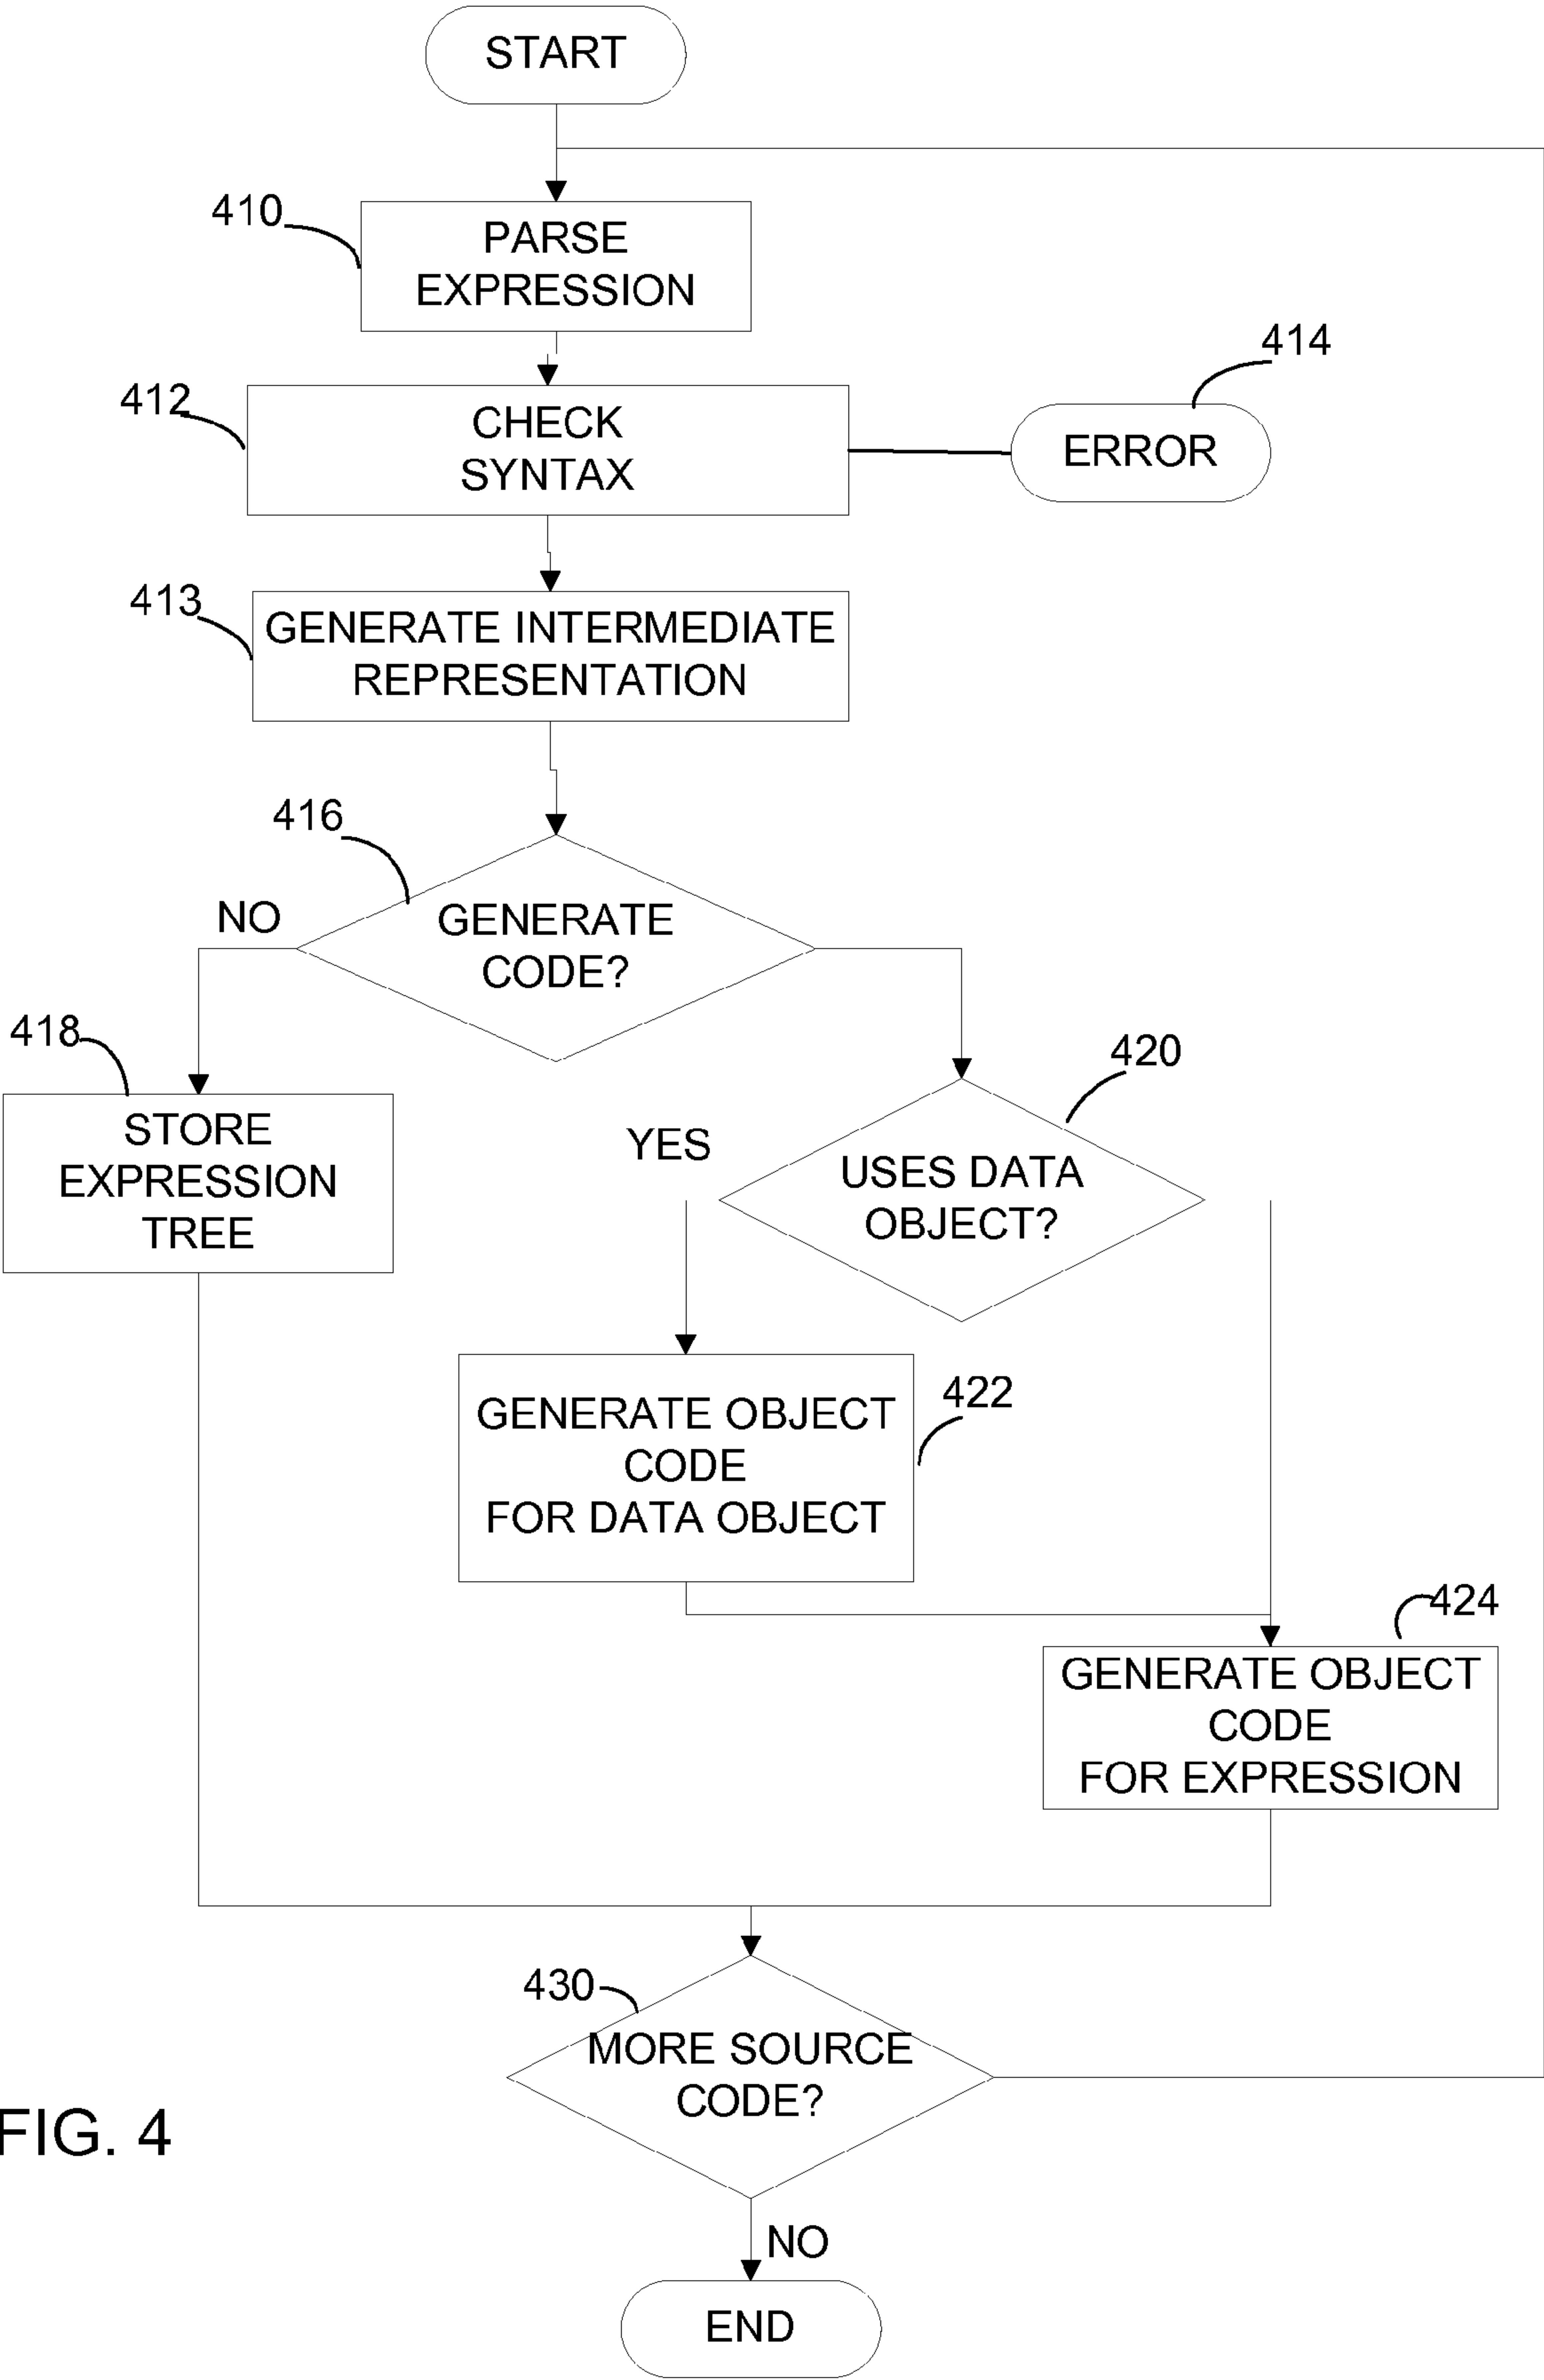 START
410
PARSE
EXPRESSION
414
412
CHECK
SYNTAX
ERROR
413
GENERATE INTERMEDIATE
REPRESENTATION
416
NO
GENERATE
CODE?
418
STORE
EXPRESSION
TREE
420
YES
USES DATA
OBJECT?
422
GENERATE OBJECT
CODE
FOR DATA OBJECT
424
GENERATE OBJECT
CODE
FOR EXPRESSION
430
MORE SOURCE
CODE?
FIG. 4
NO
END